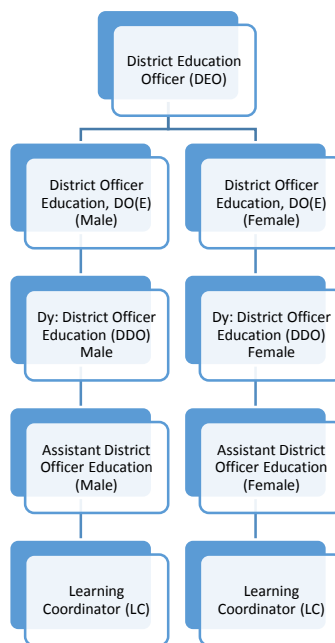 District Education
Officer (DEO)
District Officer
Education, DO(E)
(Male)
District Officer
Education, DO(E)
(Female)
Dy: District Officer
Education (DDO)
Male
Dy: District Officer
Education (DDO)
Female
Assistant District
Officer Education
(Male)
Assistant District
Officer Education
(Female)
Learning
Coordinator (LC)
Learning
Coordinator (LC)